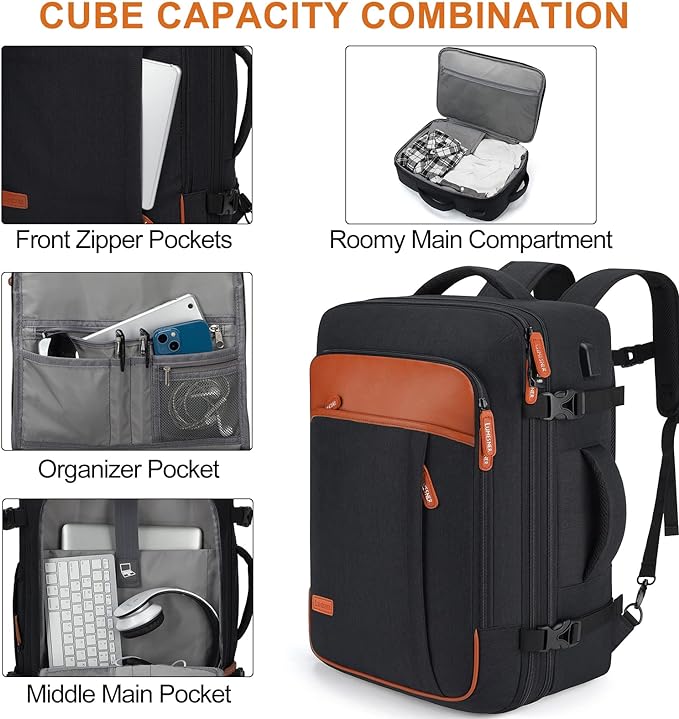 CUBE CAPACITY COMBINATION
Front Zipper Pockets
Roomy Main Compartment
Organizer Pocket
Middle Main Pocket